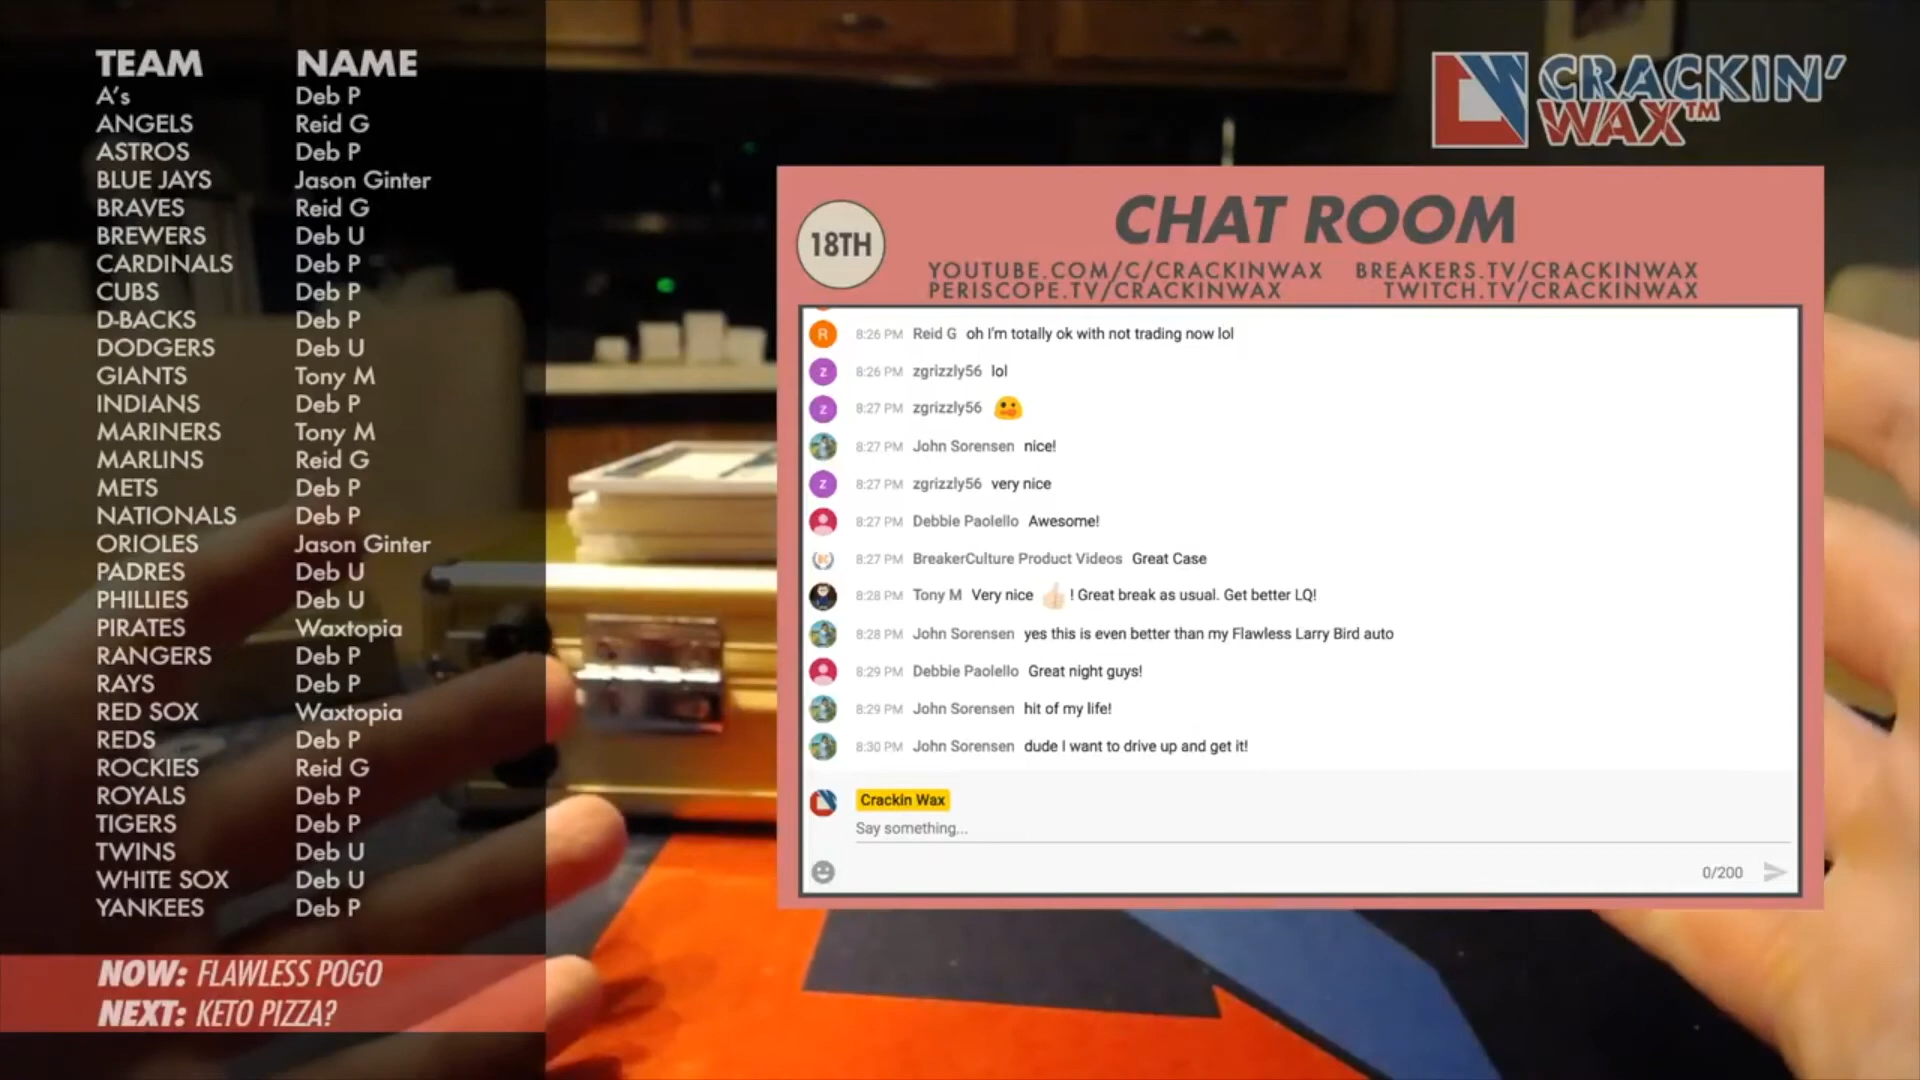 TEAM NAME
A's Deb P
ANGELS Reid G
ASTROS Deb P
BLUE JAYS Jason Ginter
BRAVES Reid G
BREWERS Deb U
CARDINALS Deb P
CUBS Deb P
D-BACKS Deb P
DODGERS Deb U
GIANTS Tony M
INDIANS Deb P
MARINERS Tony M
MARLINS Reid G
METS Deb P
NATIONALS Deb P
ORIOLES Jason Ginter
PADRES Deb U
PHILLIES Deb U
PIRATES Waxtopia
RANGERS Deb P
RAYS Deb P
RED SOX Waxtopia
REDS Deb P
ROCKIES Reid G
ROYALS Deb P
TIGERS Deb P
TWINS Deb U
WHITE SOX Deb U
YANKEES Deb P
NOW: FLAWLESS POGO
NEXT: KETO PIZZA?
CRACKIN'
WAX™
18TH
CHAT ROOM
YOUTUBE.COM/C/CRACKINWAX BREAKERS.TV/CRACKINWAX
PERISCOPE.TV/CRACKINWAX TWITCH.TV/CRACKINWAX
R 8:26 PM Reid G oh I'm totally ok with not trading now lol
z 8:26 PM zgrizzly56 lol
z 8:27 PM zgrizzly56
8:27 PM John Sorensen nice!
z 8:27 PM zgrizzly56 very nice
8:27 PM Debbie Paolello Awesome!
BC 8:27 PM BreakerCulture Product Videos Great Case
8:28 PM Tony M Very nice 👍 ! Great break as usual. Get better LQ!
8:28 PM John Sorensen yes this is even better than my Flawless Larry Bird auto
8:29 PM Debbie Paolello Great night guys!
8:29 PM John Sorensen hit of my life!
8:30 PM John Sorensen dude I want to drive up and get it!
Crackin Wax
Say something...
0/200